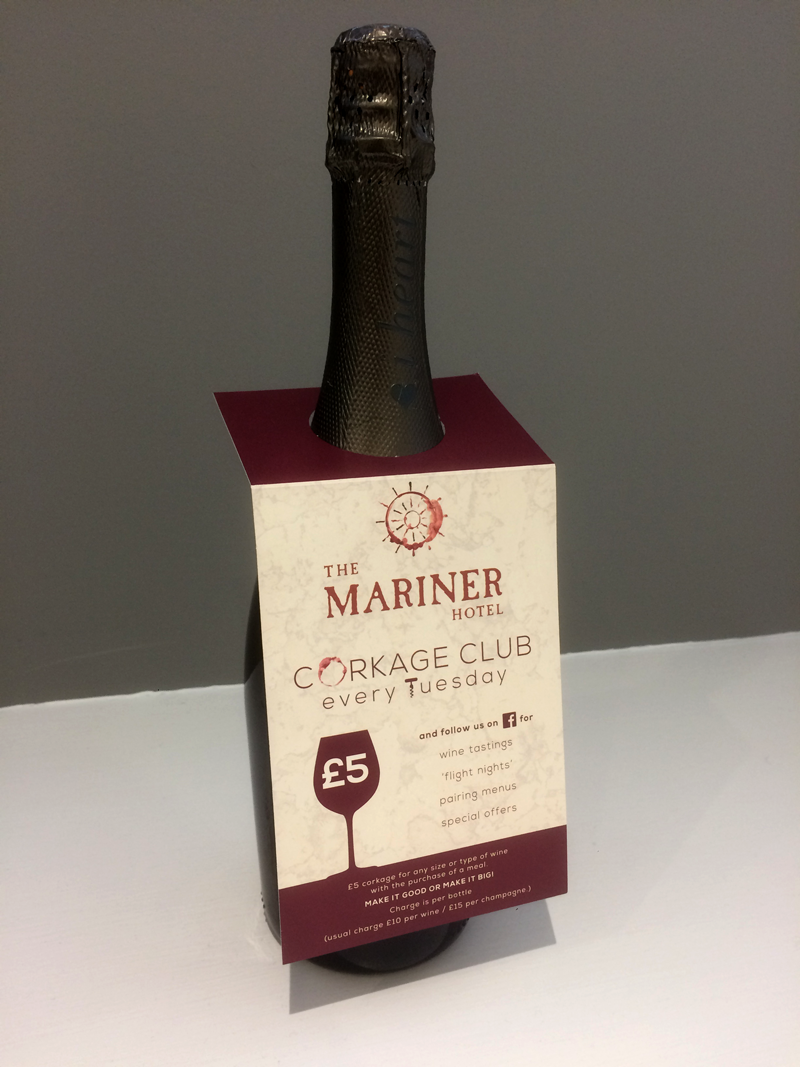 i heart
THE
MARINER
HOTEL
CORKAGE CLUB
every Tuesday
and follow us on f for
wine tastings
'flight nights'
pairing menus
special offers
£5
£5 corkage for any size or type of wine
with the purchase of a meal.
MAKE IT GOOD OR MAKE IT BIG!
Charge is per bottle
(usual charge £10 per wine / £15 per champagne.)